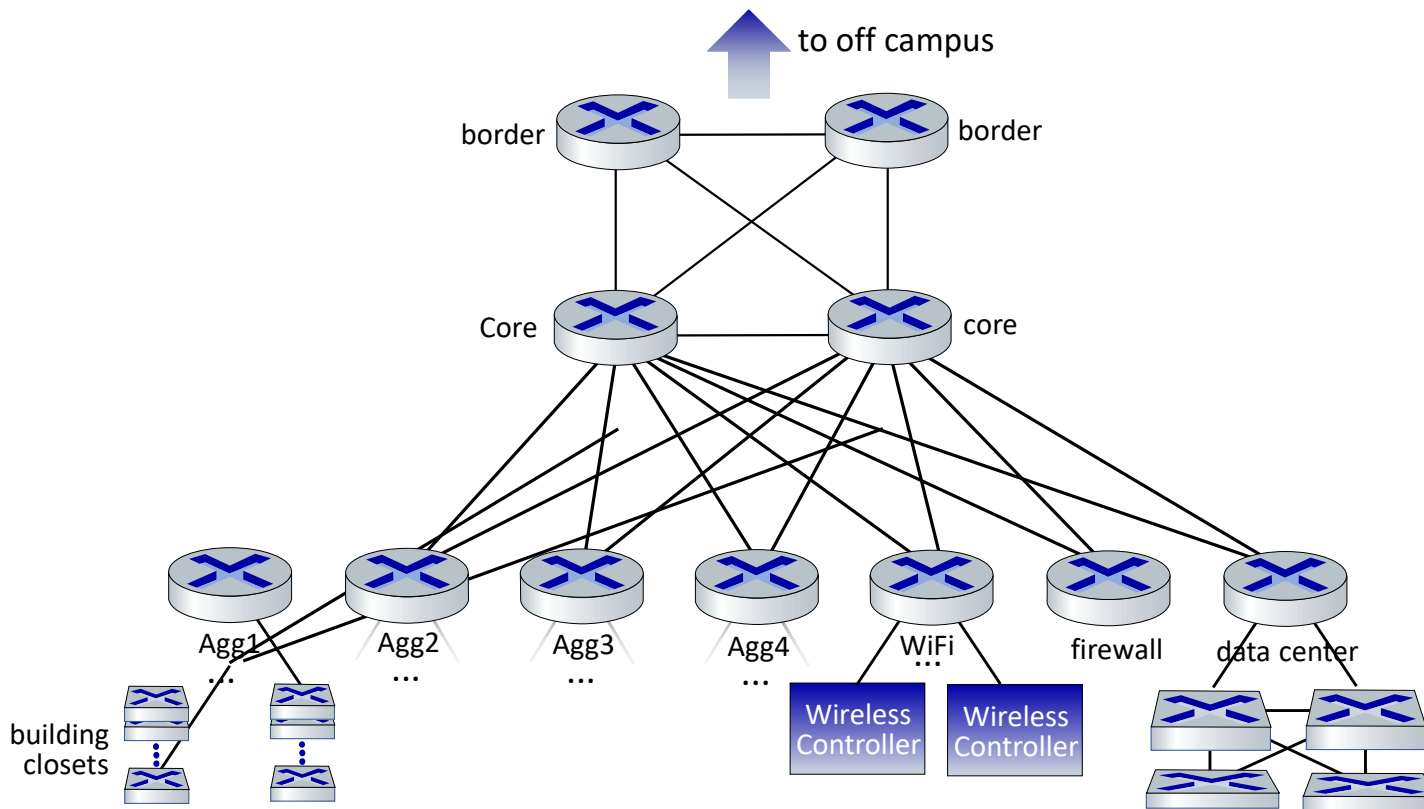 to off campus
border
border
Core
core
Agg1
Agg2
Agg3
Agg4
WiFi
firewall
data center
...
...
...
...
...
Wireless
Controller
Wireless
Controller
building
closets